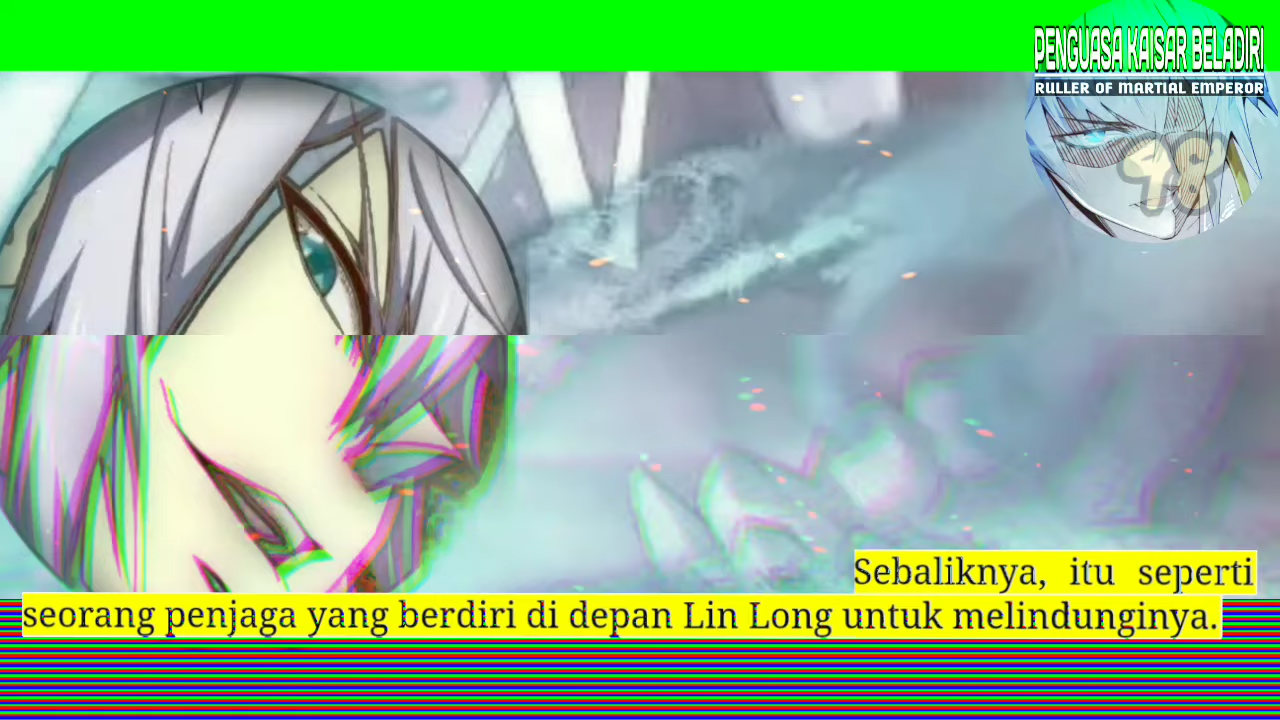 PENGUASA KAISAR BELADIRI
RULLER OF MARTIAL EMPEROR
Sebaliknya, itu seperti
seorang penjaga yang berdiri di depan Lin Long untuk melindunginya.